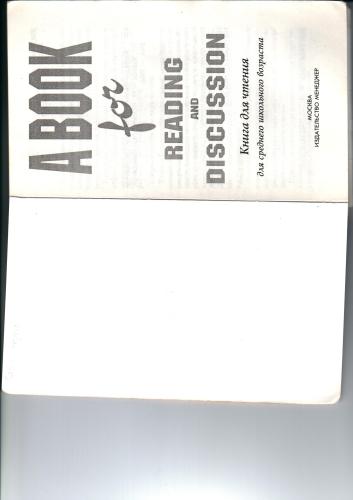 A BOOK
for
READING
AND
DISCUSSION
Книга для чтения
для среднего школьного возраста
МОСКВА
ИЗДАТЕЛЬСТВО МЕНЕДЖЕР